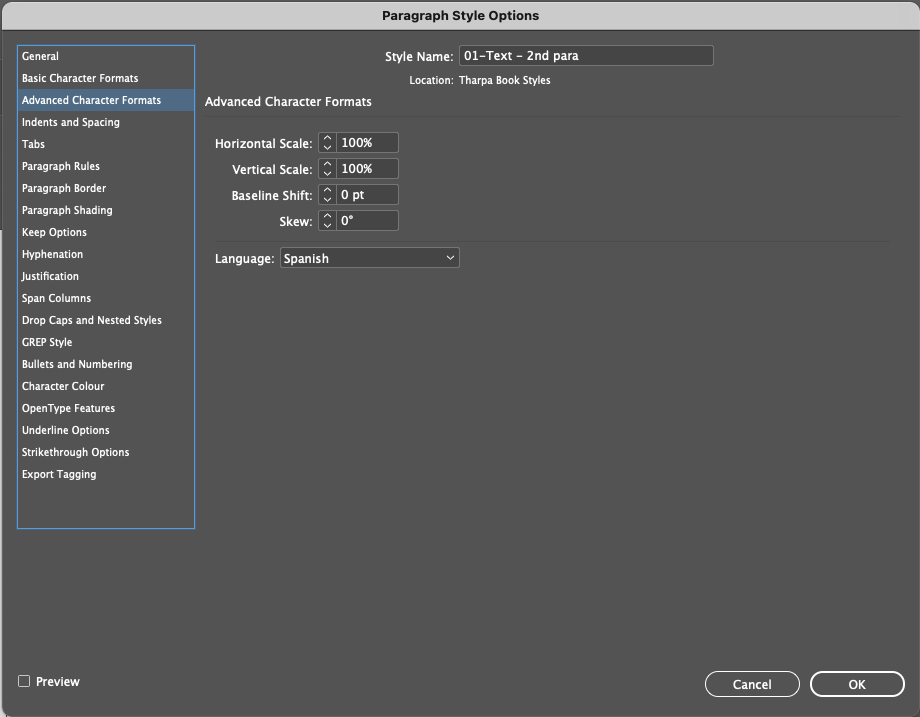 Paragraph Style Options
General
Basic Character Formats
Advanced Character Formats
Indents and Spacing
Tabs
Paragraph Rules
Paragraph Border
Paragraph Shading
Keep Options
Hyphenation
Justification
Span Columns
Drop Caps and Nested Styles
GREP Style
Bullets and Numbering
Character Colour
OpenType Features
Underline Options
Strikethrough Options
Export Tagging
Style Name: 01-Text - 2nd para
Location: Tharpa Book Styles
Advanced Character Formats
Horizontal Scale: 100%
Vertical Scale: 100%
Baseline Shift: 0 pt
Skew: 0°
Language: Spanish
Preview
Cancel
OK